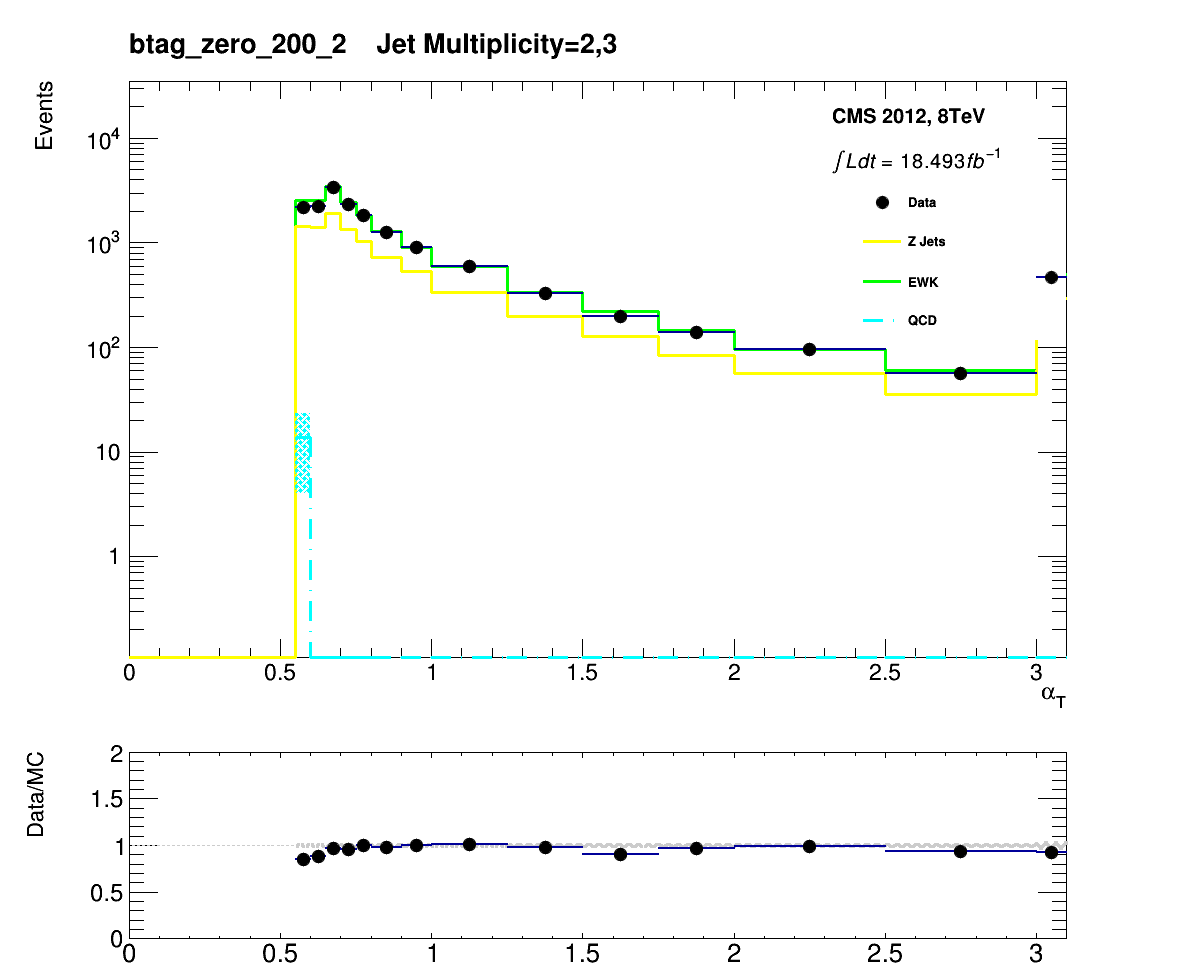 btag_zero_200_2 Jet Multiplicity=2,3
Events
CMS 2012, 8TeV
∫Ldt = 18.493fb⁻¹
Data
Z Jets
EWK
QCD
10⁴
10³
10²
10
1
0 0.5 1 1.5 2 2.5 3
α_T
Data/MC
2
1.5
1
0.5
0
0 0.5 1 1.5 2 2.5 3